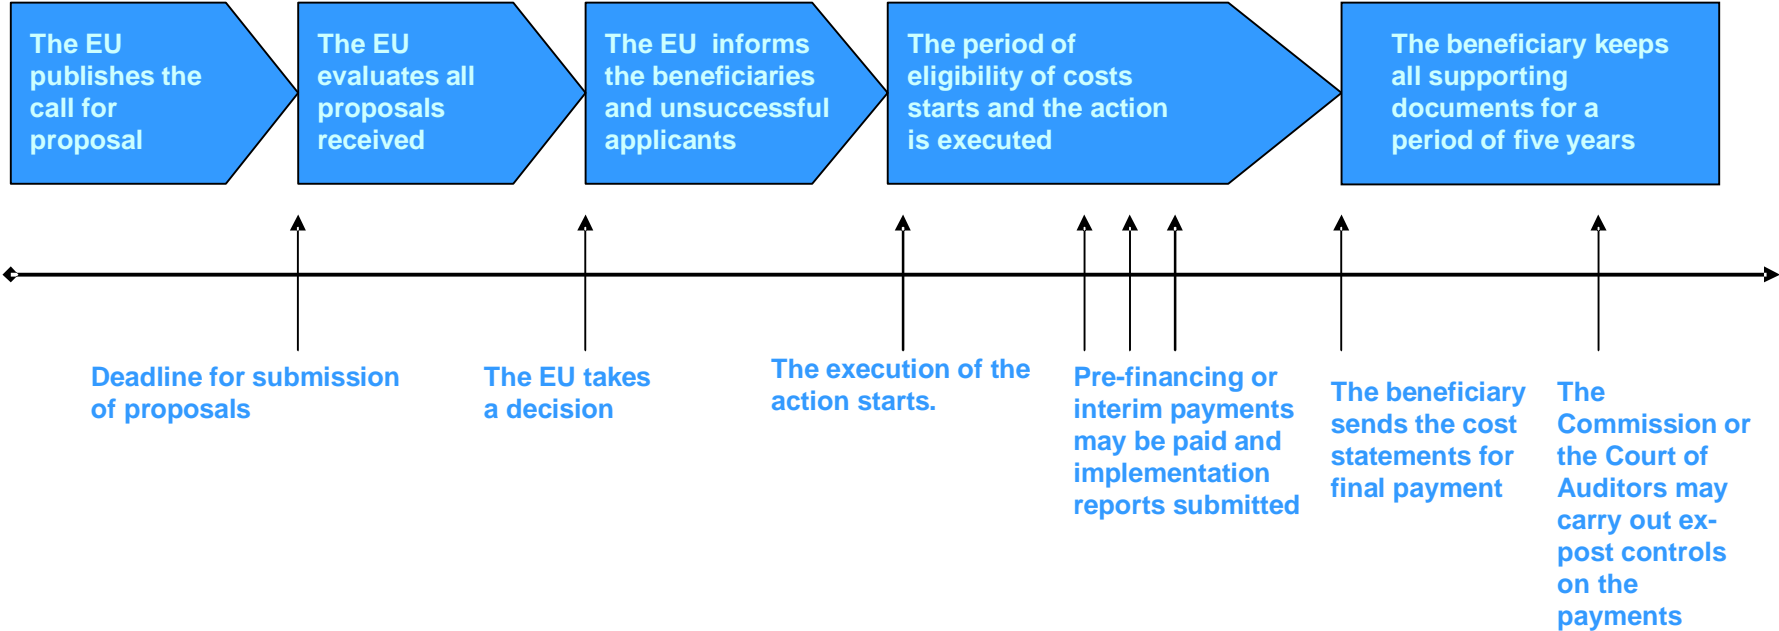 The EU
publishes the
call for
proposal
The EU
evaluates all
proposals
received
The EU  informs
the beneficiaries
and unsuccessful
applicants
The period of
eligibility of costs
starts and the action
is executed
The beneficiary keeps
all supporting
documents for a
period of five years
Deadline for submission
of proposals
The EU takes
a decision
The execution of the
action starts.
Pre-financing or
interim payments
may be paid and
implementation
reports submitted
The beneficiary
sends the cost
statements for
final payment
The
Commission or
the Court of
Auditors may
carry out ex-
post controls
on the
payments